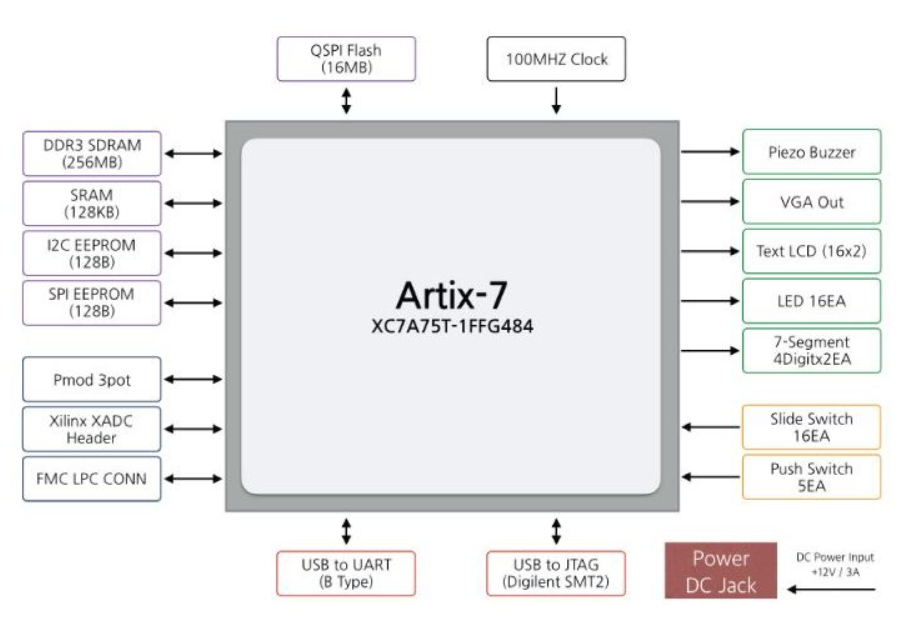 QSPI Flash
(16MB)
100MHZ Clock
DDR3 SDRAM
(256MB)
SRAM
(128KB)
I2C EEPROM
(128B)
SPI EEPROM
(128B)
Pmod 3pot
Xilinx XADC
Header
FMC LPC CONN
Artix-7
XC7A75T-1FFG484
Piezo Buzzer
VGA Out
Text LCD (16x2)
LED 16EA
7-Segment
4Digitx2EA
Slide Switch
16EA
Push Switch
5EA
USB to UART
(B Type)
USB to JTAG
(Digilent SMT2)
Power
DC Jack
DC Power Input
+12V / 3A